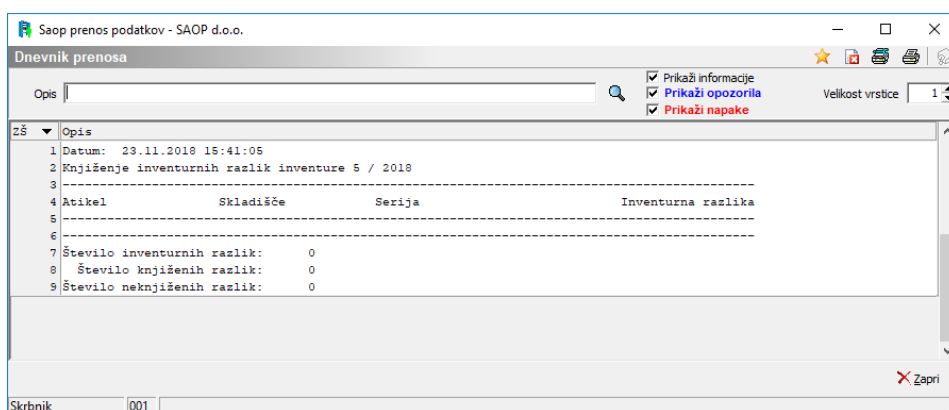 Saop prenos podatkov - SAOP d.o.o.
Dnevnik prenosa
Opis
Prikaži informacije
Prikaži opozorila
Prikaži napake
Velikost vrstice 1
ZŠ Opis
1 Datum: 23.11.2018 15:41:05
2 Knjiženje inventurnih razlik inventure 5 / 2018
3 ---------------------------------------------------------------------------------------------
4 Atikel Skladišče Serija Inventurna razlika
5 ---------------------------------------------------------------------------------------------
6 ---------------------------------------------------------------------------------------------
7 Število inventurnih razlik: 0
8 Število knjiženih razlik: 0
9 Število neknjiženih razlik: 0
Zapri
Skrbnik 001